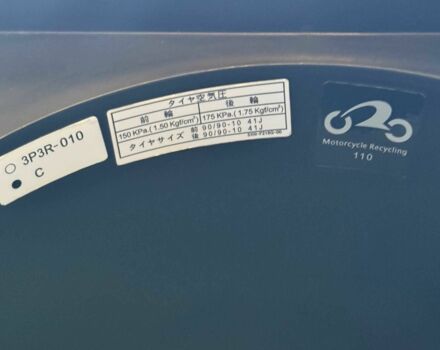 タイヤ空気圧
前輪 後輪
150 KPa.(1.50 Kgf/cm²) 175 KPa.(1.75 Kgf/cm²)
タイヤサイズ 前 90/90-10 41J
後 90/90-10 41J
3P3R-010
C
Motorcycle Recycling
110